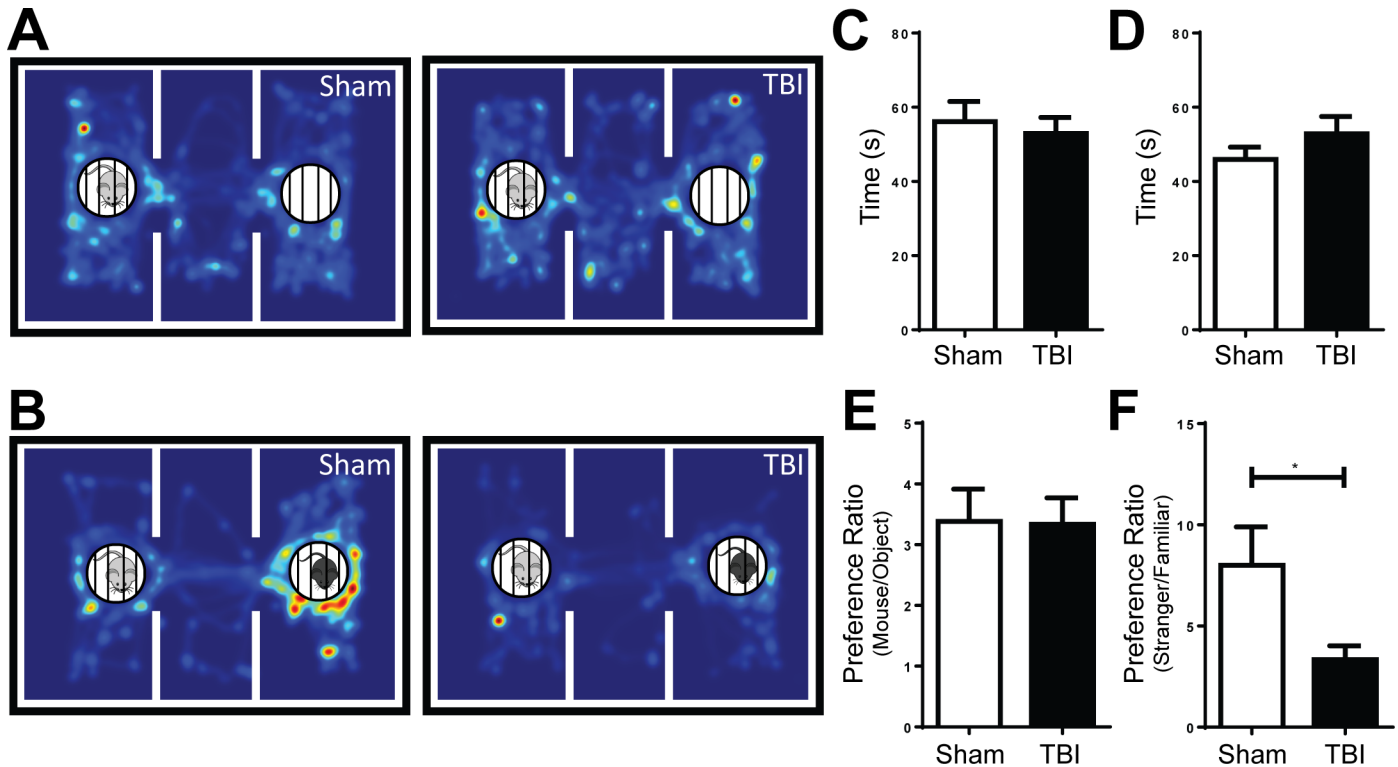 A
Sham
TBI
B
Sham
TBI
C
Time (s)
80
60
40
20
0
Sham
TBI
D
Time (s)
80
60
40
20
0
Sham
TBI
E
Preference Ratio
(Mouse/Object)
5
4
3
2
1
0
Sham
TBI
F
Preference Ratio
(Stranger/Familiar)
15
10
5
0
*
Sham
TBI